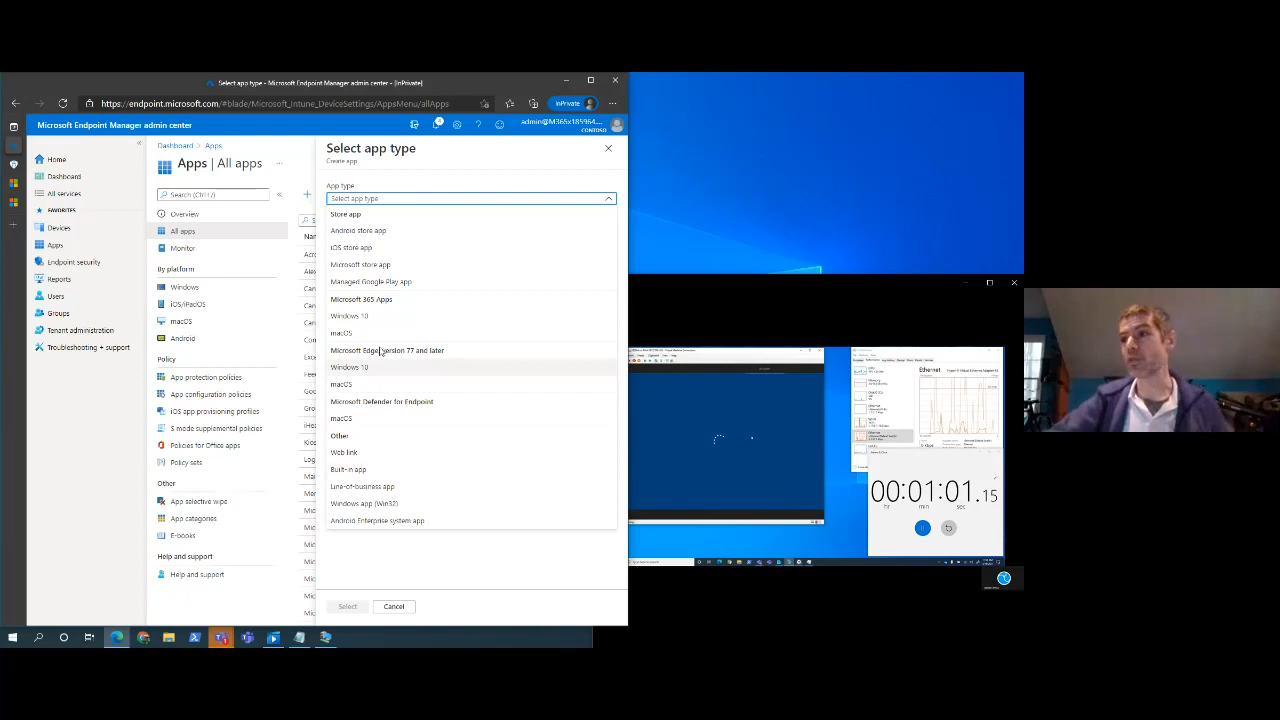 Select app type - Microsoft Endpoint Manager admin center - [InPrivate]
https://endpoint.microsoft.com/#blade/Microsoft_Intune_DeviceSettings/AppsMenu/allApps
InPrivate
Microsoft Endpoint Manager admin center
4
admin@M365x185964....
CONTOSO
Home
Dashboard
All services
FAVORITES
Devices
Apps
Endpoint security
Reports
Users
Groups
Tenant administration
Troubleshooting + support
Dashboard > Apps
Apps | All apps
Search (Ctrl+/)
Overview
All apps
Monitor
By platform
Windows
iOS/iPadOS
macOS
Android
Policy
App protection policies
App configuration policies
iOS app provisioning profiles
S mode supplemental policies
Policies for Office apps
Policy sets
Other
App selective wipe
App categories
E-books
Help and support
Help and support
Select app type
Create app
App type
Select app type
Store app
Android store app
iOS store app
Microsoft store app
Managed Google Play app
Microsoft 365 Apps
Windows 10
macOS
Microsoft Edge, version 77 and later
Windows 10
macOS
Microsoft Defender for Endpoint
macOS
Other
Web link
Built-in app
Line-of-business app
Windows app (Win32)
Android Enterprise system app
Select
Cancel
Ethernet
00:01:01.15
hr min sec